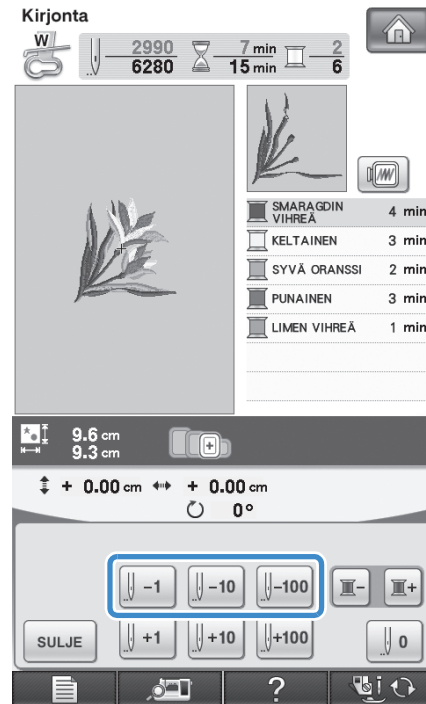 Kirjonta
W
2990 7 min 2
6280 15 min 6
SMARAGDIN VIHREÄ 4 min
KELTAINEN 3 min
SYVÄ ORANSSI 2 min
PUNAINEN 3 min
LIMEN VIHREÄ 1 min
9.6 cm
9.3 cm
+ 0.00 cm + 0.00 cm
0°
-1 -10 -100 - +
SULJE +1 +10 +100 0
?